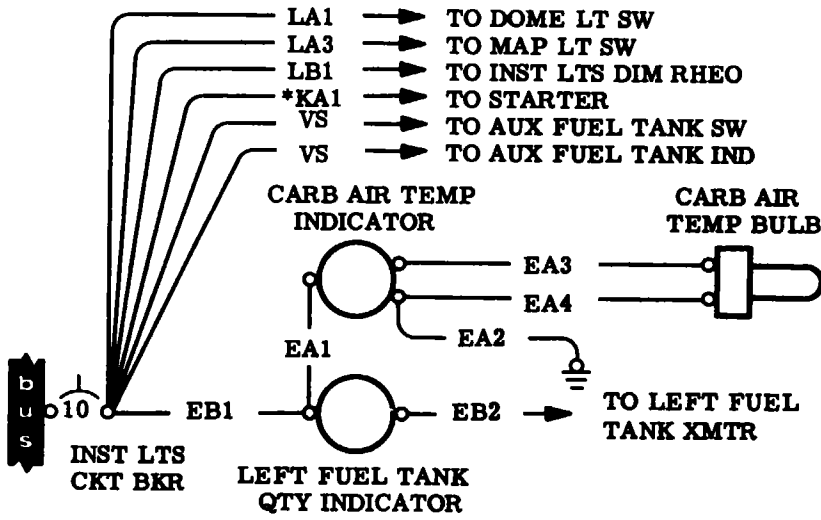 LA1 TO DOME LT SW
LA3 TO MAP LT SW
LB1 TO INST LTS DIM RHEO
*KA1 TO STARTER
VS TO AUX FUEL TANK SW
VS TO AUX FUEL TANK IND
CARB AIR TEMP
INDICATOR
CARB AIR
TEMP BULB
EA3
EA4
EA2
EA1
bus
10
EB1
EB2
TO LEFT FUEL
TANK XMTR
INST LTS
CKT BKR
LEFT FUEL TANK
QTY INDICATOR